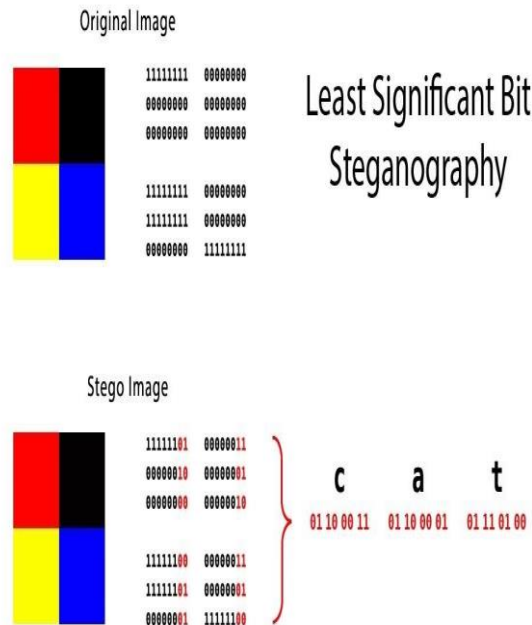 Original Image
11111111 00000000
00000000 00000000
00000000 00000000
11111111 00000000
11111111 00000000
00000000 11111111
Least Significant Bit
Steganography
Stego Image
11111101 00000011
00000010 00000001
00000000 00000010
11111100 00000011
11111101 00000001
00000001 11111100
c a t
01 10 00 11 01 10 00 01 01 11 01 00